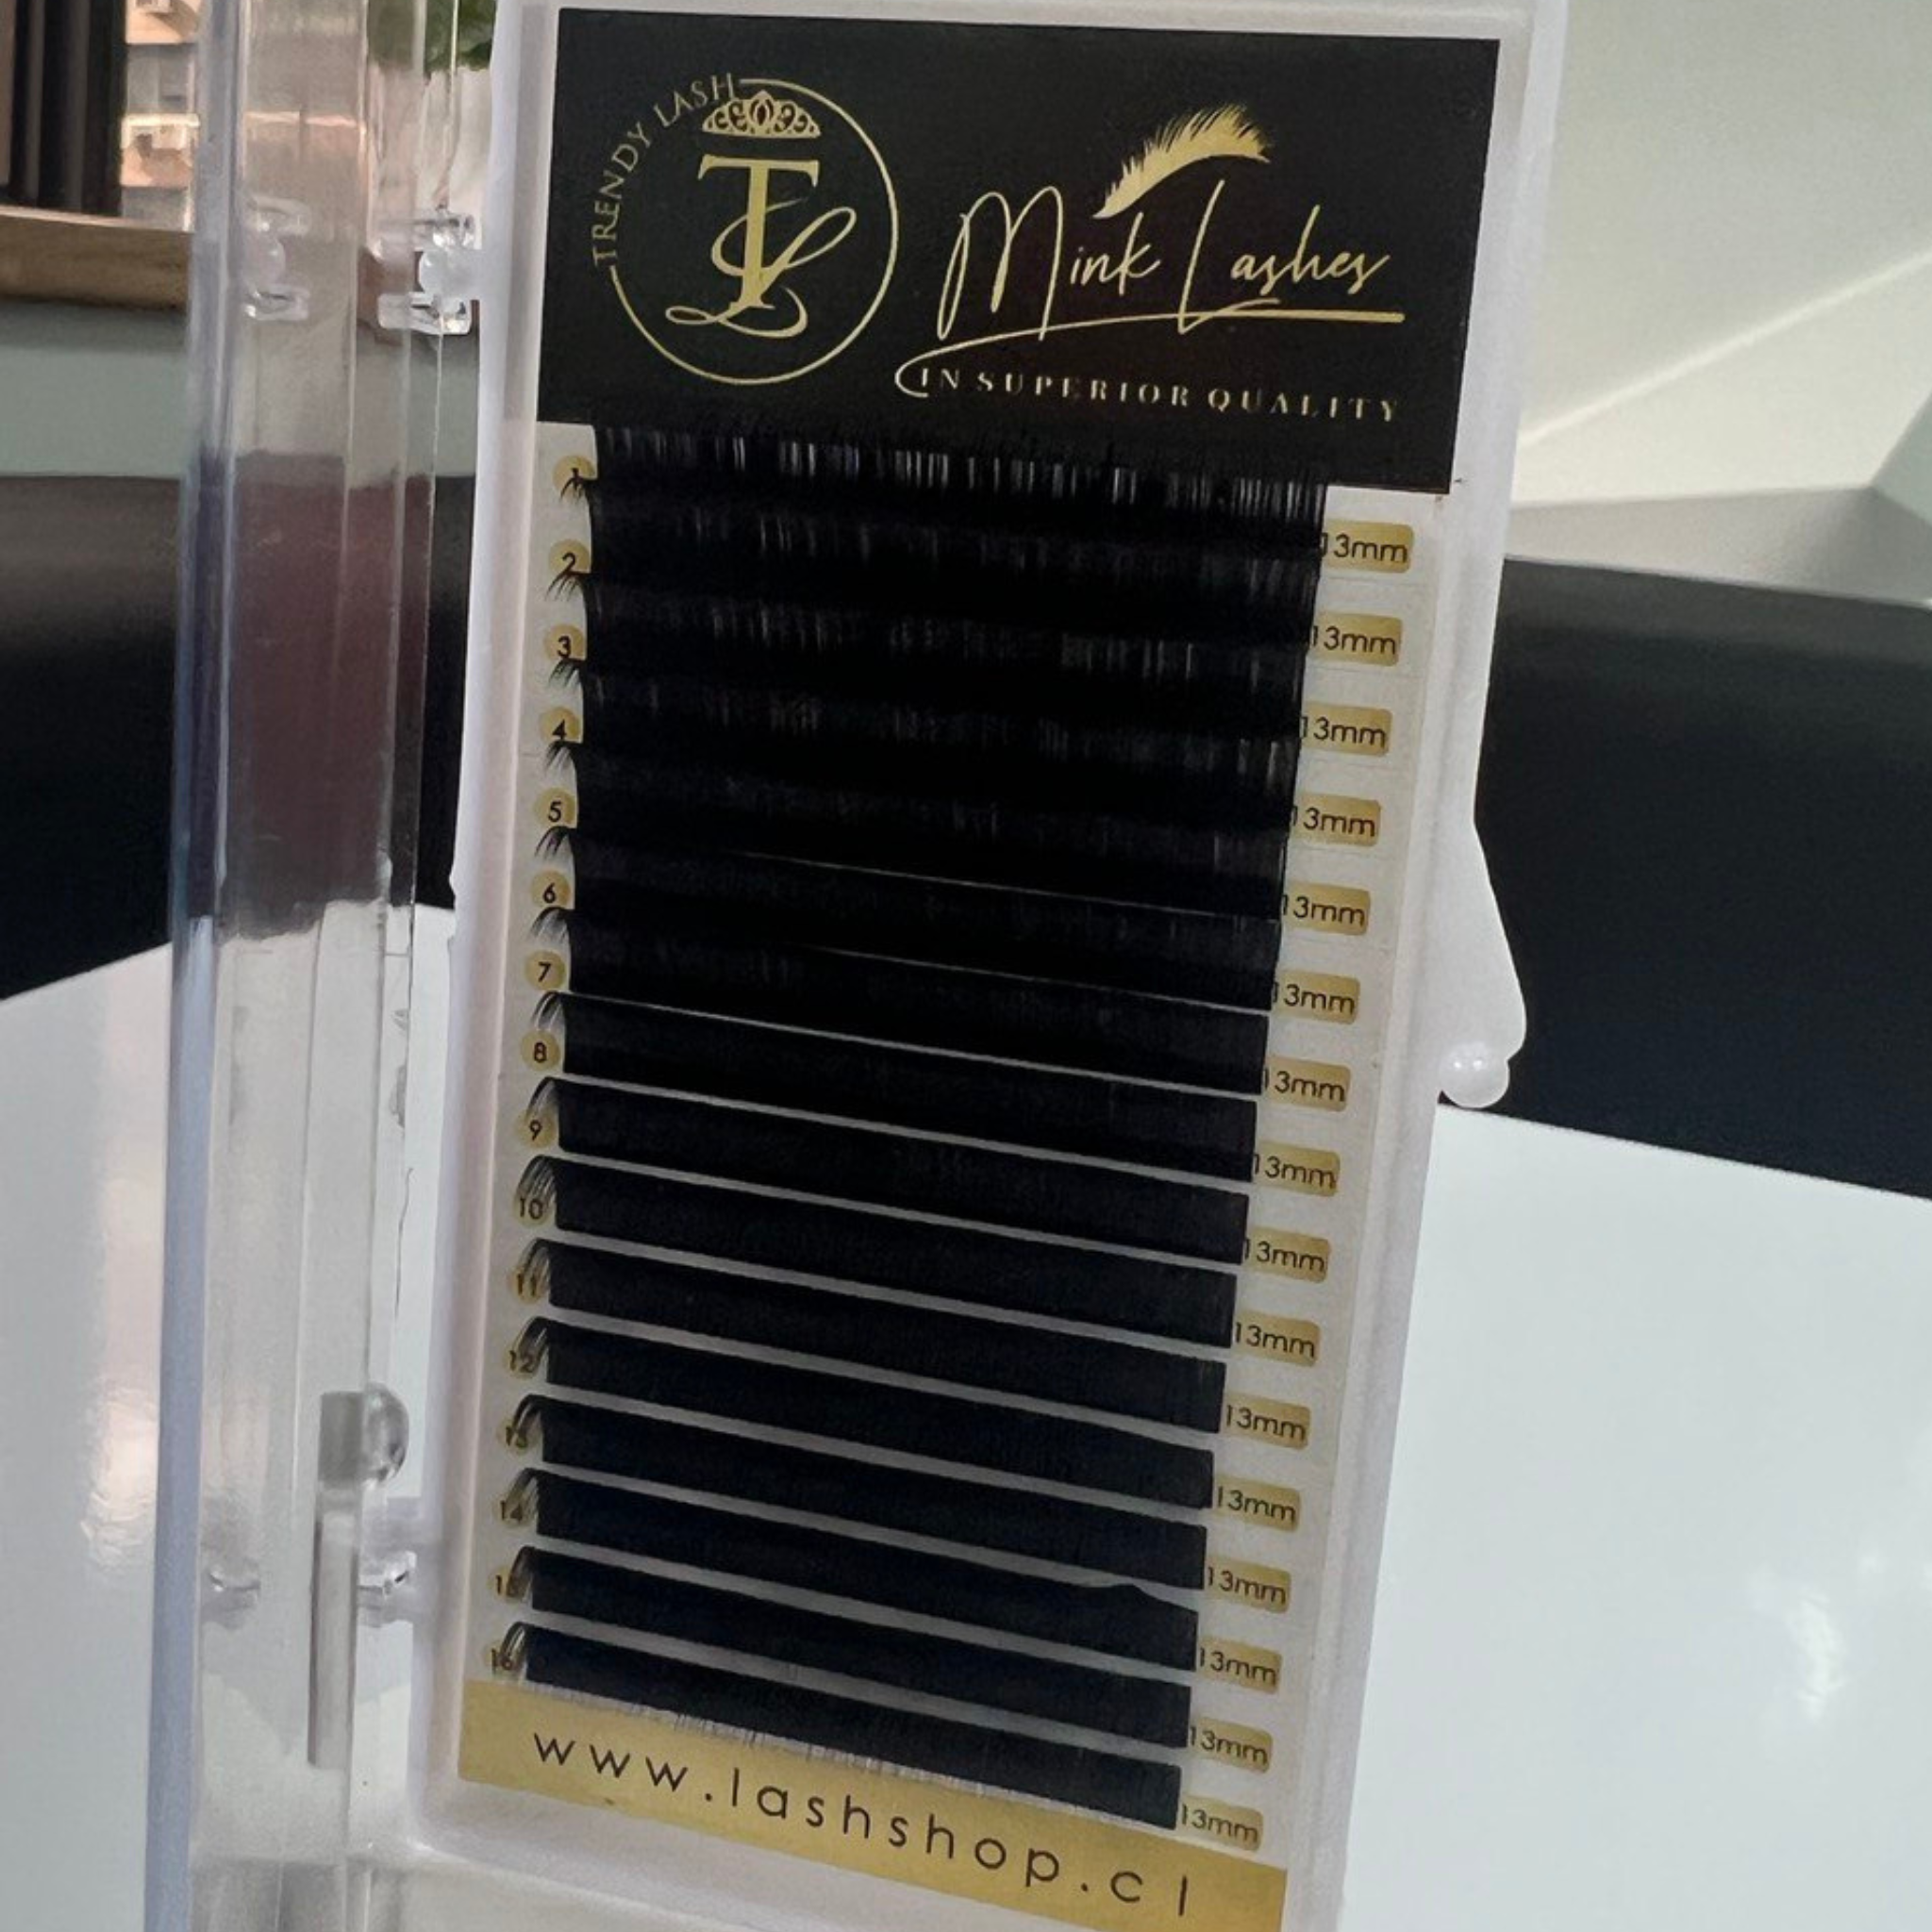 TRENDY LASH
TL
Mink Lashes
IN SUPERIOR QUALITY
1
13mm
2
13mm
3
13mm
4
13mm
5
13mm
6
13mm
7
13mm
8
13mm
9
13mm
10
13mm
11
13mm
12
13mm
13
13mm
14
13mm
15
13mm
16
13mm
www.lashshop.cl